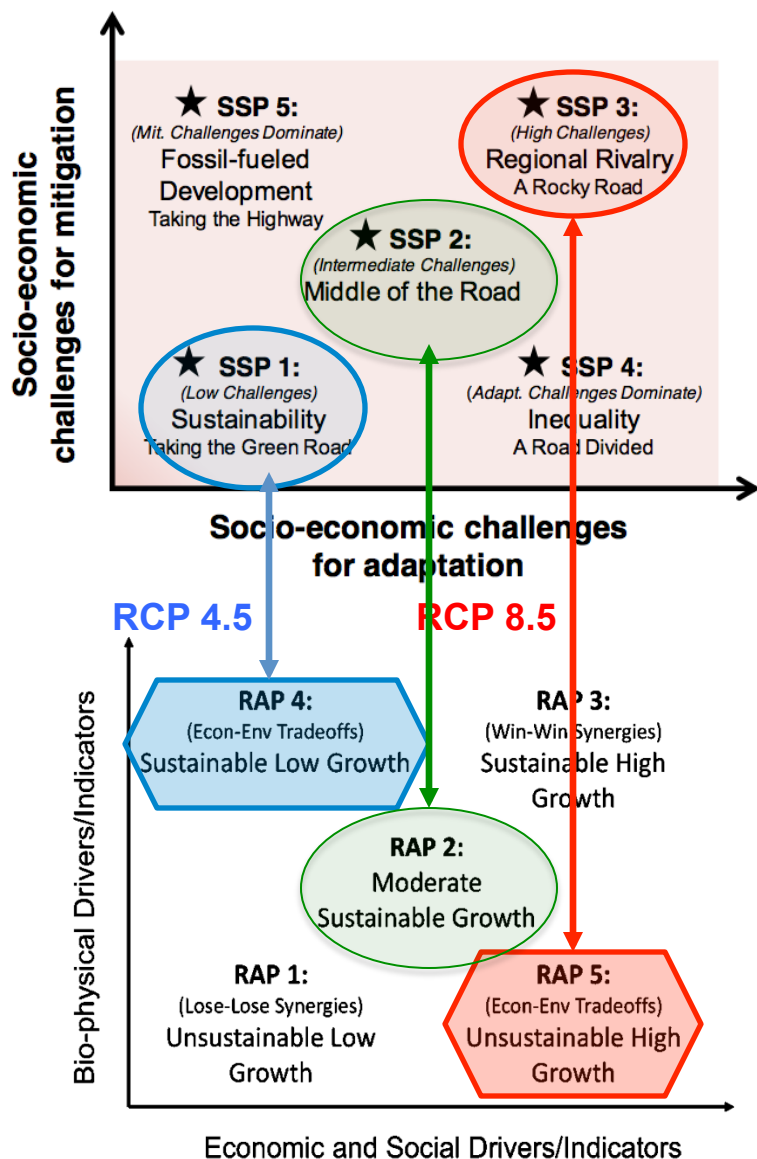 Socio-economic
challenges for mitigation
★ SSP 5:
(Mit. Challenges Dominate)
Fossil-fueled
Development
Taking the Highway
★ SSP 3:
(High Challenges)
Regional Rivalry
A Rocky Road
★ SSP 2:
(Intermediate Challenges)
Middle of the Road
★ SSP 1:
(Low Challenges)
Sustainability
Taking the Green Road
★ SSP 4:
(Adapt. Challenges Dominate)
Inequality
A Road Divided
Socio-economic challenges
for adaptation
RCP 4.5
RCP 8.5
Bio-physical Drivers/Indicators
RAP 4:
(Econ-Env Tradeoffs)
Sustainable Low Growth
RAP 3:
(Win-Win Synergies)
Sustainable High
Growth
RAP 2:
Moderate
Sustainable Growth
RAP 1:
(Lose-Lose Synergies)
Unsustainable Low
Growth
RAP 5:
(Econ-Env Tradeoffs)
Unsustainable High
Growth
Economic and Social Drivers/Indicators